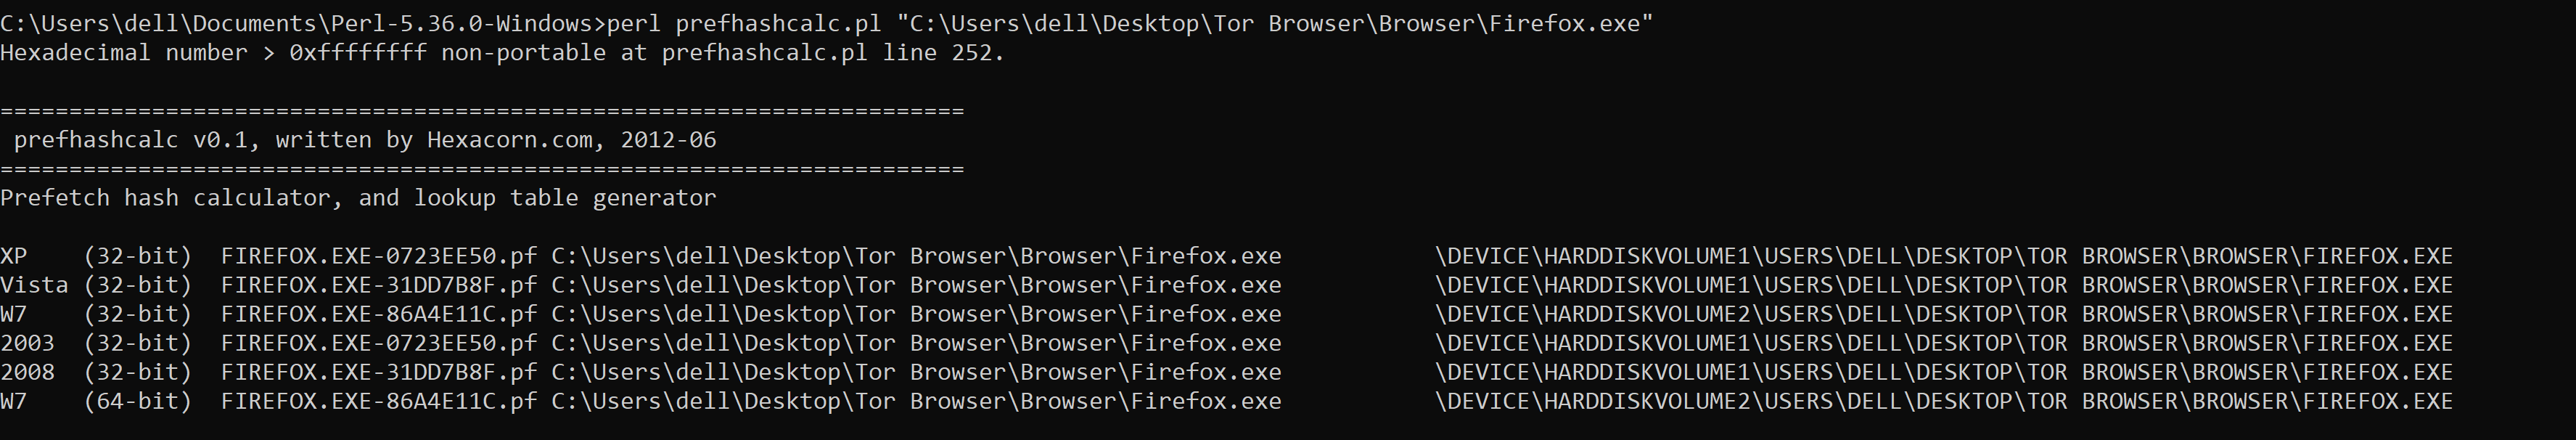 C:\Users\dell\Documents\Perl-5.36.0-Windows>perl prefhashcalc.pl "C:\Users\dell\Desktop\Tor Browser\Browser\Firefox.exe"
Hexadecimal number > 0xffffffff non-portable at prefhashcalc.pl line 252.
======================================================================
prefhashcalc v0.1, written by Hexacorn.com, 2012-06
======================================================================
Prefetch hash calculator, and lookup table generator
XP    (32-bit)  FIREFOX.EXE-0723EE50.pf C:\Users\dell\Desktop\Tor Browser\Browser\Firefox.exe           \DEVICE\HARDDISKVOLUME1\USERS\DELL\DESKTOP\TOR BROWSER\BROWSER\FIREFOX.EXE
Vista (32-bit)  FIREFOX.EXE-31DD7B8F.pf C:\Users\dell\Desktop\Tor Browser\Browser\Firefox.exe           \DEVICE\HARDDISKVOLUME1\USERS\DELL\DESKTOP\TOR BROWSER\BROWSER\FIREFOX.EXE
W7    (32-bit)  FIREFOX.EXE-86A4E11C.pf C:\Users\dell\Desktop\Tor Browser\Browser\Firefox.exe           \DEVICE\HARDDISKVOLUME2\USERS\DELL\DESKTOP\TOR BROWSER\BROWSER\FIREFOX.EXE
2003  (32-bit)  FIREFOX.EXE-0723EE50.pf C:\Users\dell\Desktop\Tor Browser\Browser\Firefox.exe           \DEVICE\HARDDISKVOLUME1\USERS\DELL\DESKTOP\TOR BROWSER\BROWSER\FIREFOX.EXE
2008  (32-bit)  FIREFOX.EXE-31DD7B8F.pf C:\Users\dell\Desktop\Tor Browser\Browser\Firefox.exe           \DEVICE\HARDDISKVOLUME1\USERS\DELL\DESKTOP\TOR BROWSER\BROWSER\FIREFOX.EXE
W7    (64-bit)  FIREFOX.EXE-86A4E11C.pf C:\Users\dell\Desktop\Tor Browser\Browser\Firefox.exe           \DEVICE\HARDDISKVOLUME2\USERS\DELL\DESKTOP\TOR BROWSER\BROWSER\FIREFOX.EXE